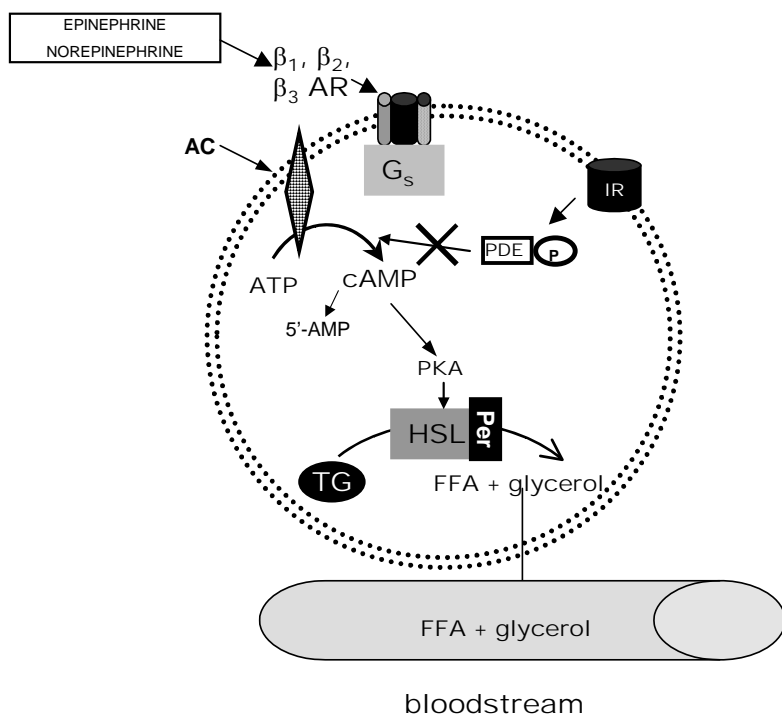 EPINEPHRINE
NOREPINEPHRINE
β₁, β₂,
β₃ AR
AC
Gₛ
IR
PDE
P
ATP
cAMP
5'-AMP
PKA
HSL
Per
TG
FFA + glycerol
FFA + glycerol
bloodstream